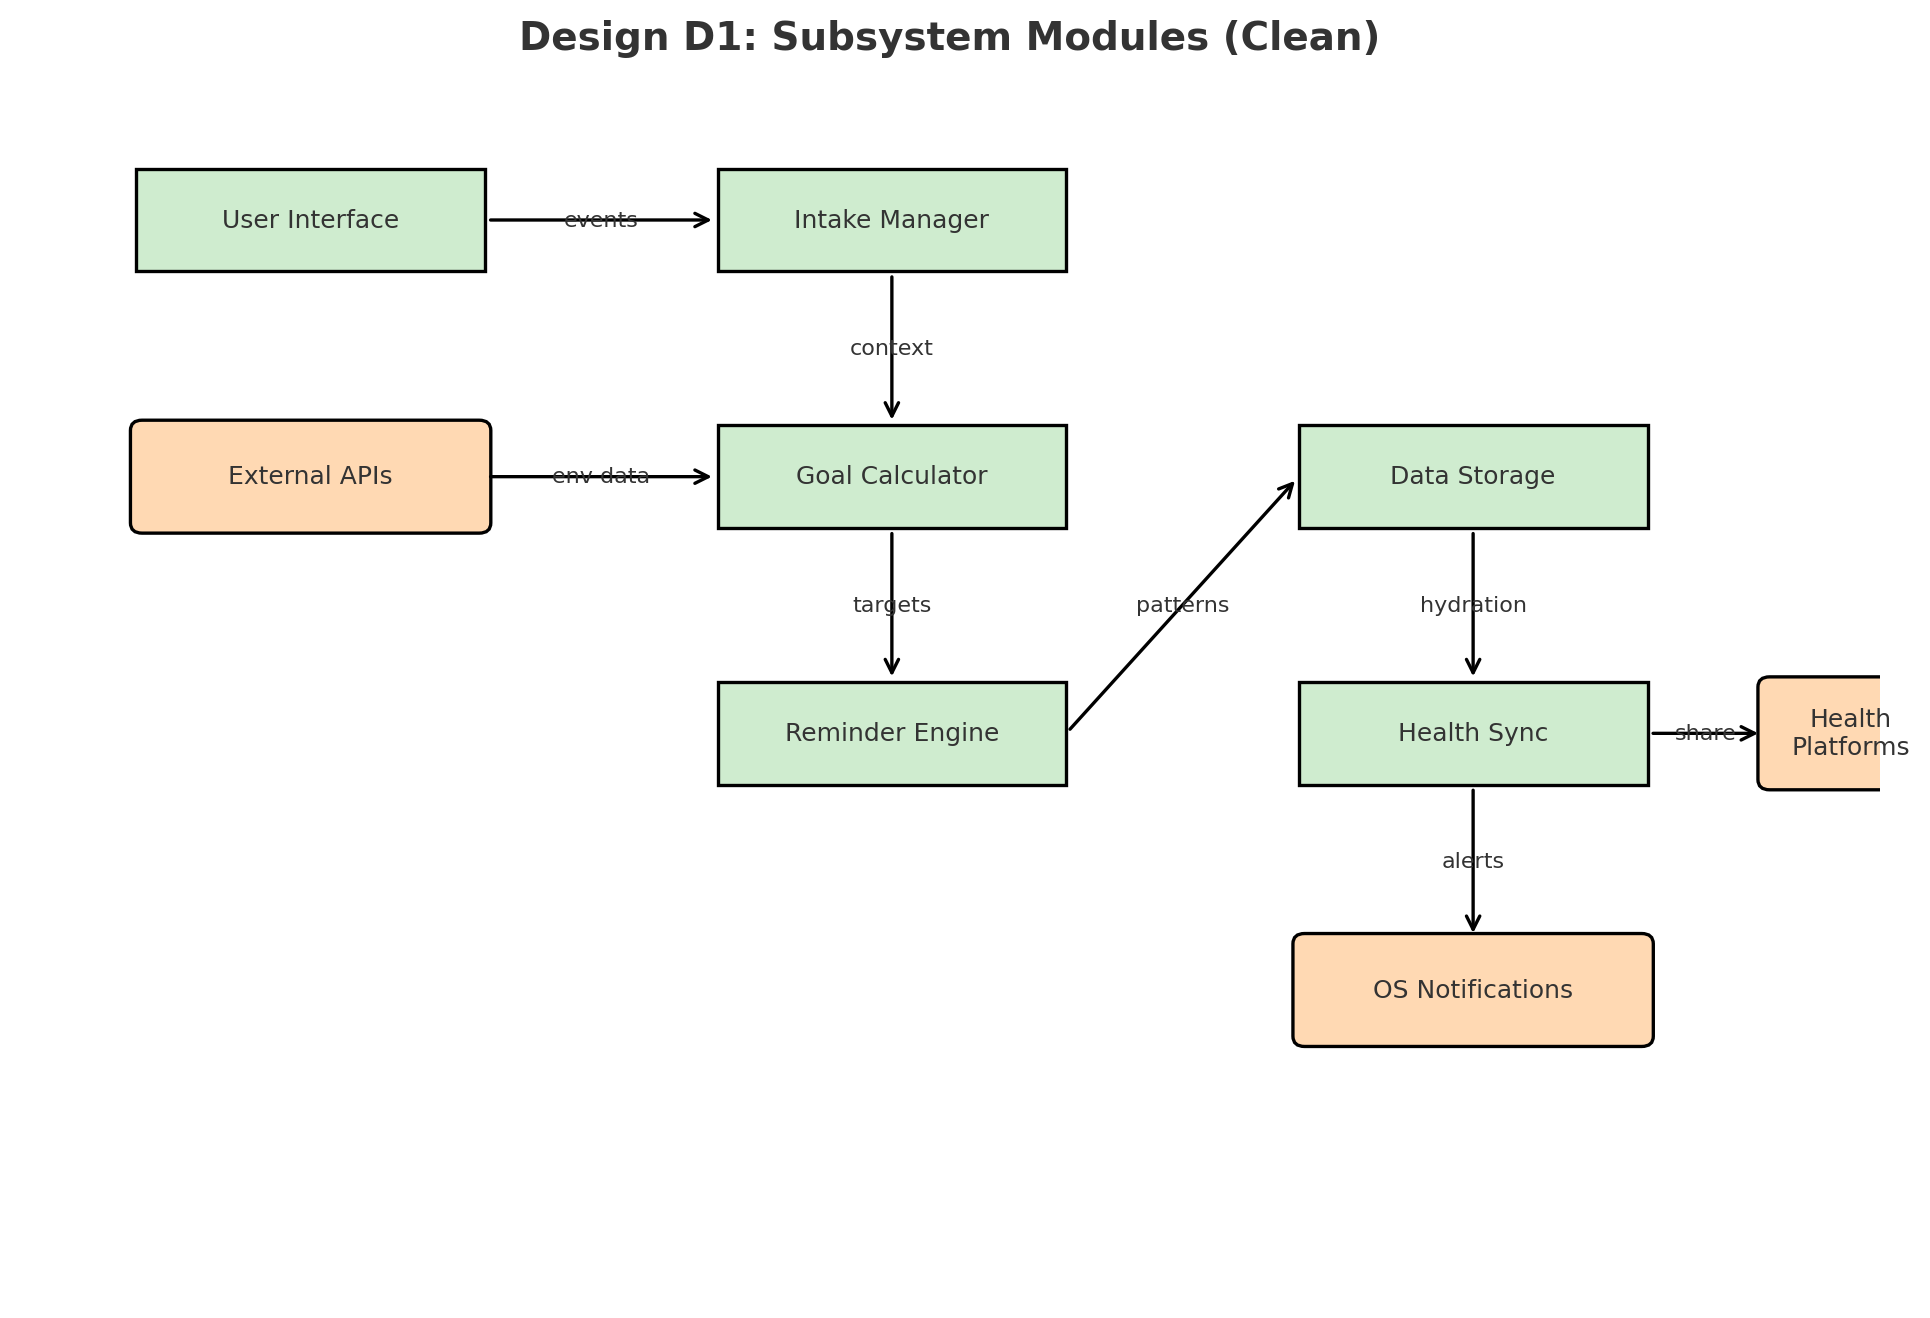 Design D1: Subsystem Modules (Clean)
User Interface
events
Intake Manager
context
External APIs
env data
Goal Calculator
Data Storage
targets
patterns
hydration
Reminder Engine
Health Sync
share
Health
Platforms
alerts
OS Notifications